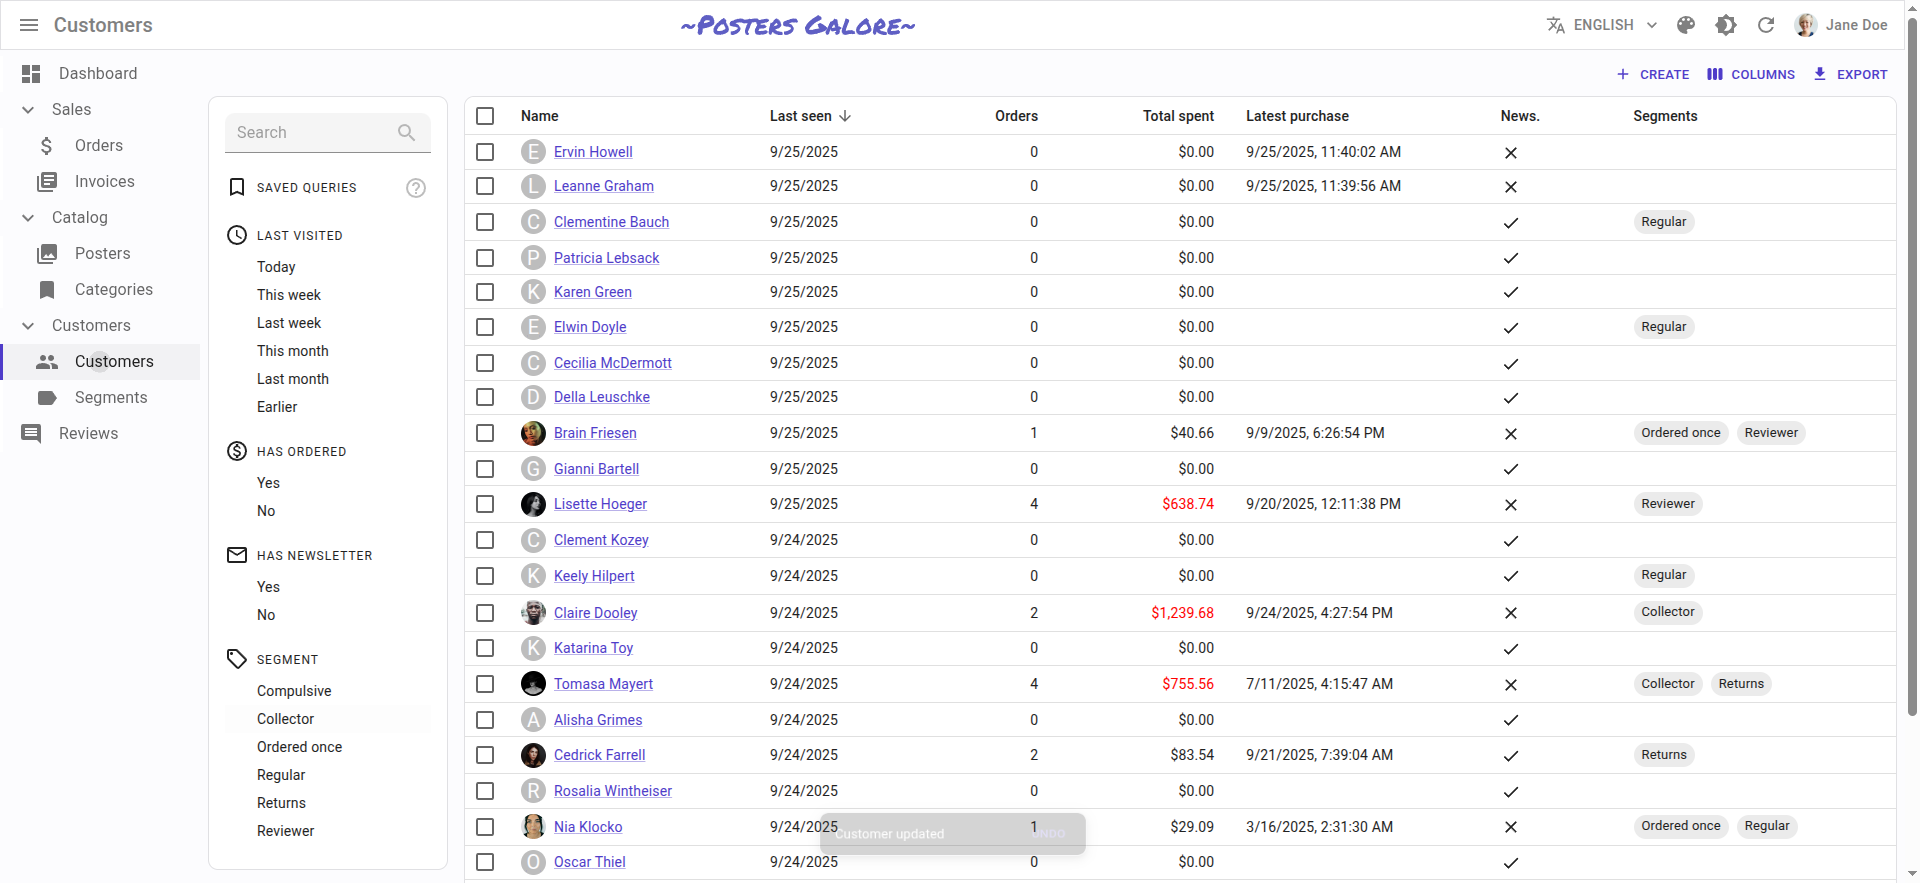 Customers
~Posters Galore~
ENGLISH
Jane Doe
CREATE
COLUMNS
EXPORT
Dashboard
Sales
Orders
Invoices
Catalog
Posters
Categories
Customers
Customers
Segments
Reviews
Search
SAVED QUERIES
?
LAST VISITED
Today
This week
Last week
This month
Last month
Earlier
HAS ORDERED
Yes
No
HAS NEWSLETTER
Yes
No
SEGMENT
Compulsive
Collector
Ordered once
Regular
Returns
Reviewer
Name Last seen Orders Total spent Latest purchase News. Segments
E Ervin Howell 9/25/2025 0 $0.00 9/25/2025, 11:40:02 AM
L Leanne Graham 9/25/2025 0 $0.00 9/25/2025, 11:39:56 AM
C Clementine Bauch 9/25/2025 0 $0.00 Regular
P Patricia Lebsack 9/25/2025 0 $0.00
K Karen Green 9/25/2025 0 $0.00
E Elwin Doyle 9/25/2025 0 $0.00 Regular
C Cecilia McDermott 9/25/2025 0 $0.00
D Della Leuschke 9/25/2025 0 $0.00
Brain Friesen 9/25/2025 1 $40.66 9/9/2025, 6:26:54 PM Ordered once Reviewer
G Gianni Bartell 9/25/2025 0 $0.00
Lisette Hoeger 9/25/2025 4 $638.74 9/20/2025, 12:11:38 PM Reviewer
C Clement Kozey 9/24/2025 0 $0.00
K Keely Hilpert 9/24/2025 0 $0.00 Regular
Claire Dooley 9/24/2025 2 $1,239.68 9/24/2025, 4:27:54 PM Collector
K Katarina Toy 9/24/2025 0 $0.00
Tomasa Mayert 9/24/2025 4 $755.56 7/11/2025, 4:15:47 AM Collector Returns
A Alisha Grimes 9/24/2025 0 $0.00
Cedrick Farrell 9/24/2025 2 $83.54 9/21/2025, 7:39:04 AM Returns
R Rosalia Wintheiser 9/24/2025 0 $0.00
Nia Klocko 9/24/2025 1 $29.09 3/16/2025, 2:31:30 AM Ordered once Regular
Customer updated UNDO
O Oscar Thiel 9/24/2025 0 $0.00